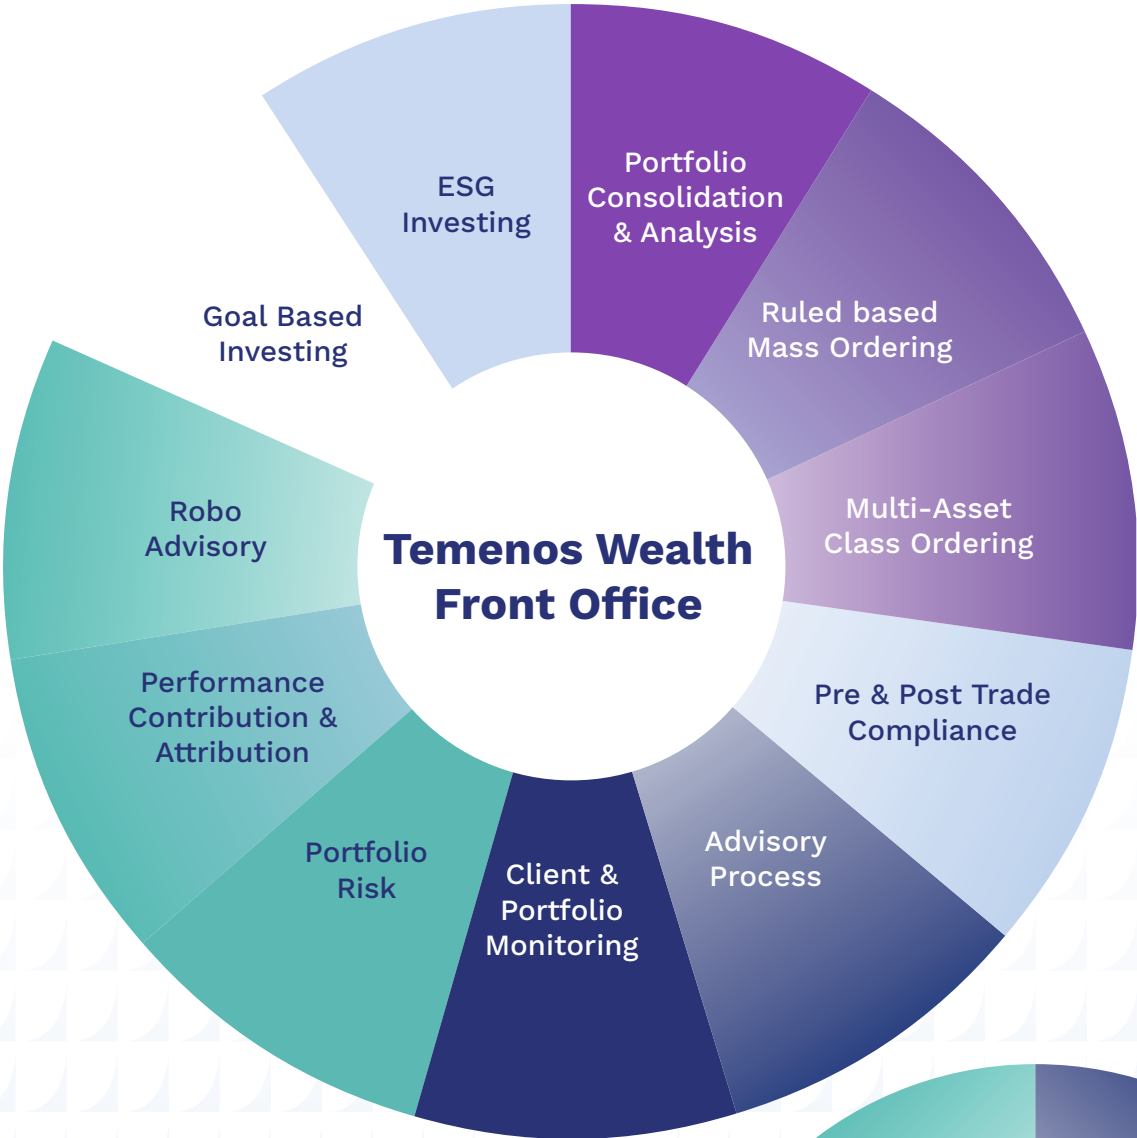 ESG
Investing
Portfolio
Consolidation
& Analysis
Ruled based
Mass Ordering
Multi-Asset
Class Ordering
Pre & Post Trade
Compliance
Advisory
Process
Client &
Portfolio
Monitoring
Portfolio
Risk
Performance
Contribution &
Attribution
Robo
Advisory
Goal Based
Investing
Temenos Wealth
Front Office